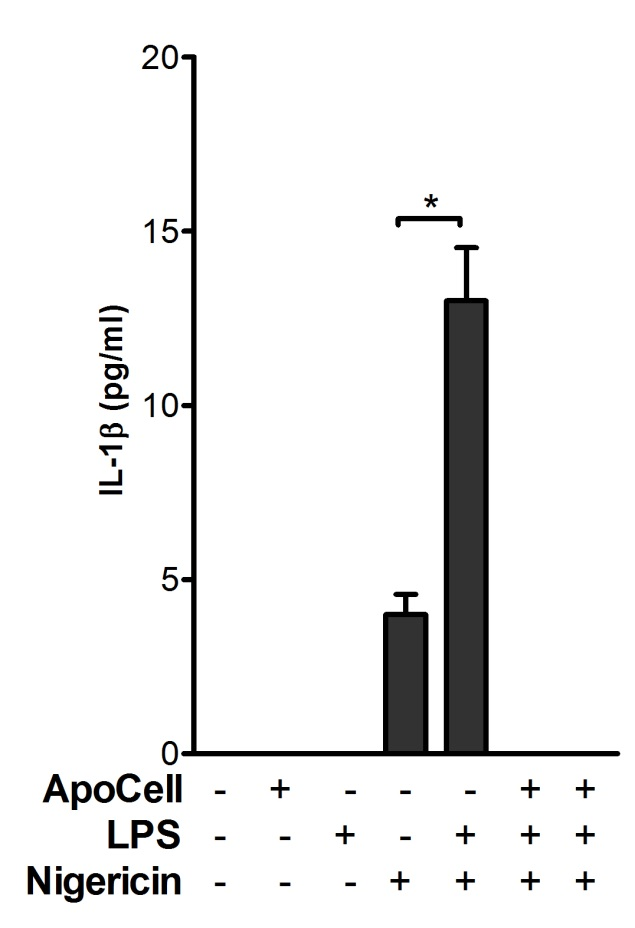 20
*
15
IL-1β (pg/ml)
10
5
0
ApoCell - + - - - + +
LPS - - + - + + +
Nigericin - - - + + + +